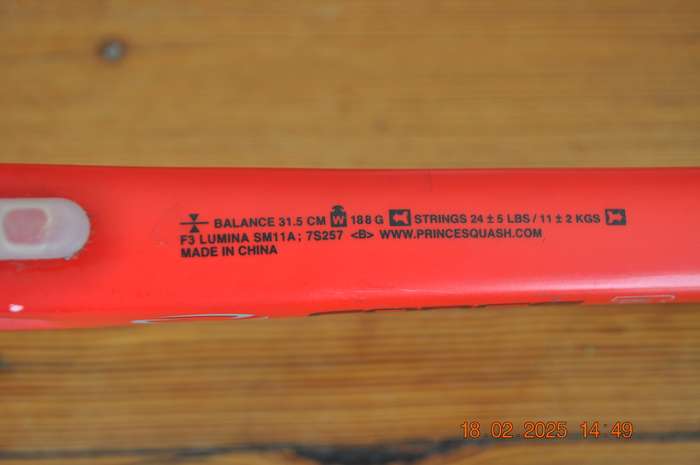 BALANCE 31.5 CM W 188 G STRINGS 24 ± 5 LBS / 11 ± 2 KGS
F3 LUMINA SM11A; 7S257 <B> WWW.PRINCESQUASH.COM
MADE IN CHINA
18 02 2025 14 49